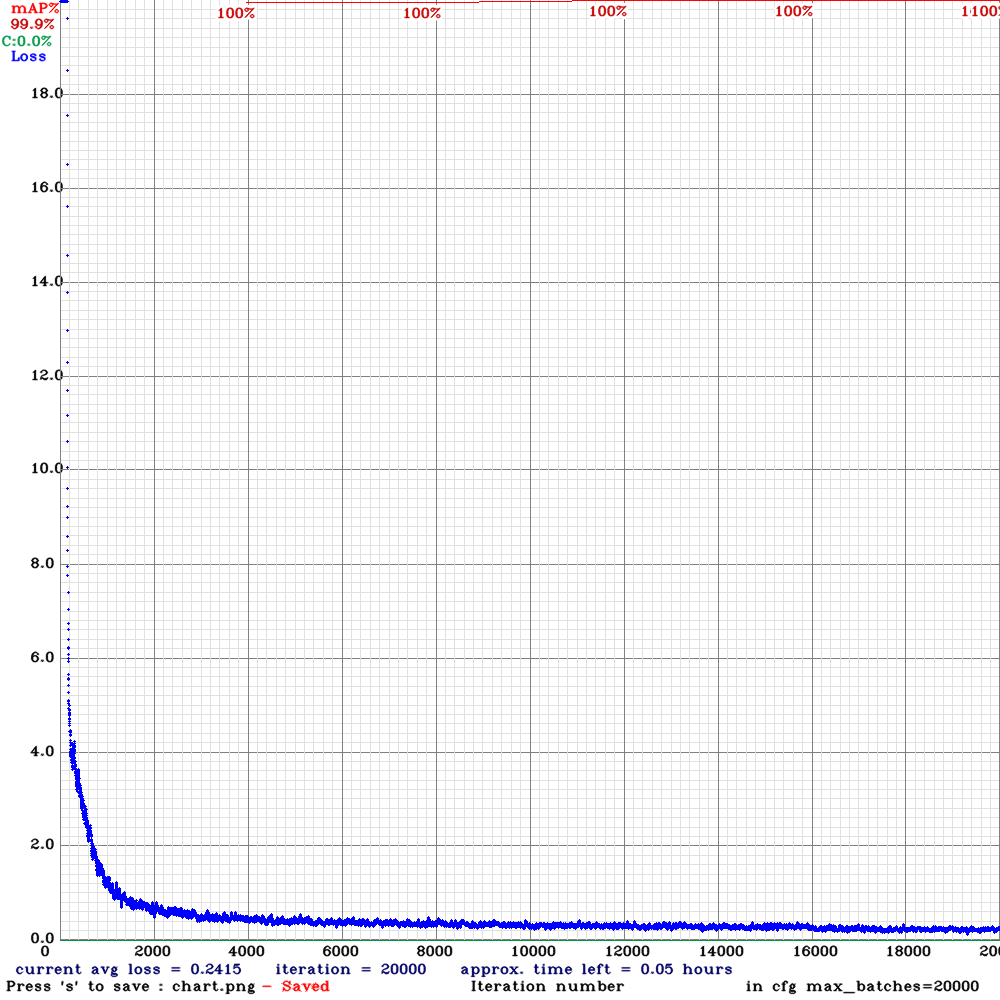 mAP% 100% 100% 100% 100% 1:100%
99.9%
C:0.0%
Loss
18.0
16.0
14.0
12.0
10.0
8.0
6.0
4.0
2.0
0.0
0 2000 4000 6000 8000 10000 12000 14000 16000 18000 200
current avg loss = 0.2415 iteration = 20000 approx. time left = 0.05 hours
Press 's' to save : chart.png - Saved Iteration number in cfg max_batches=20000